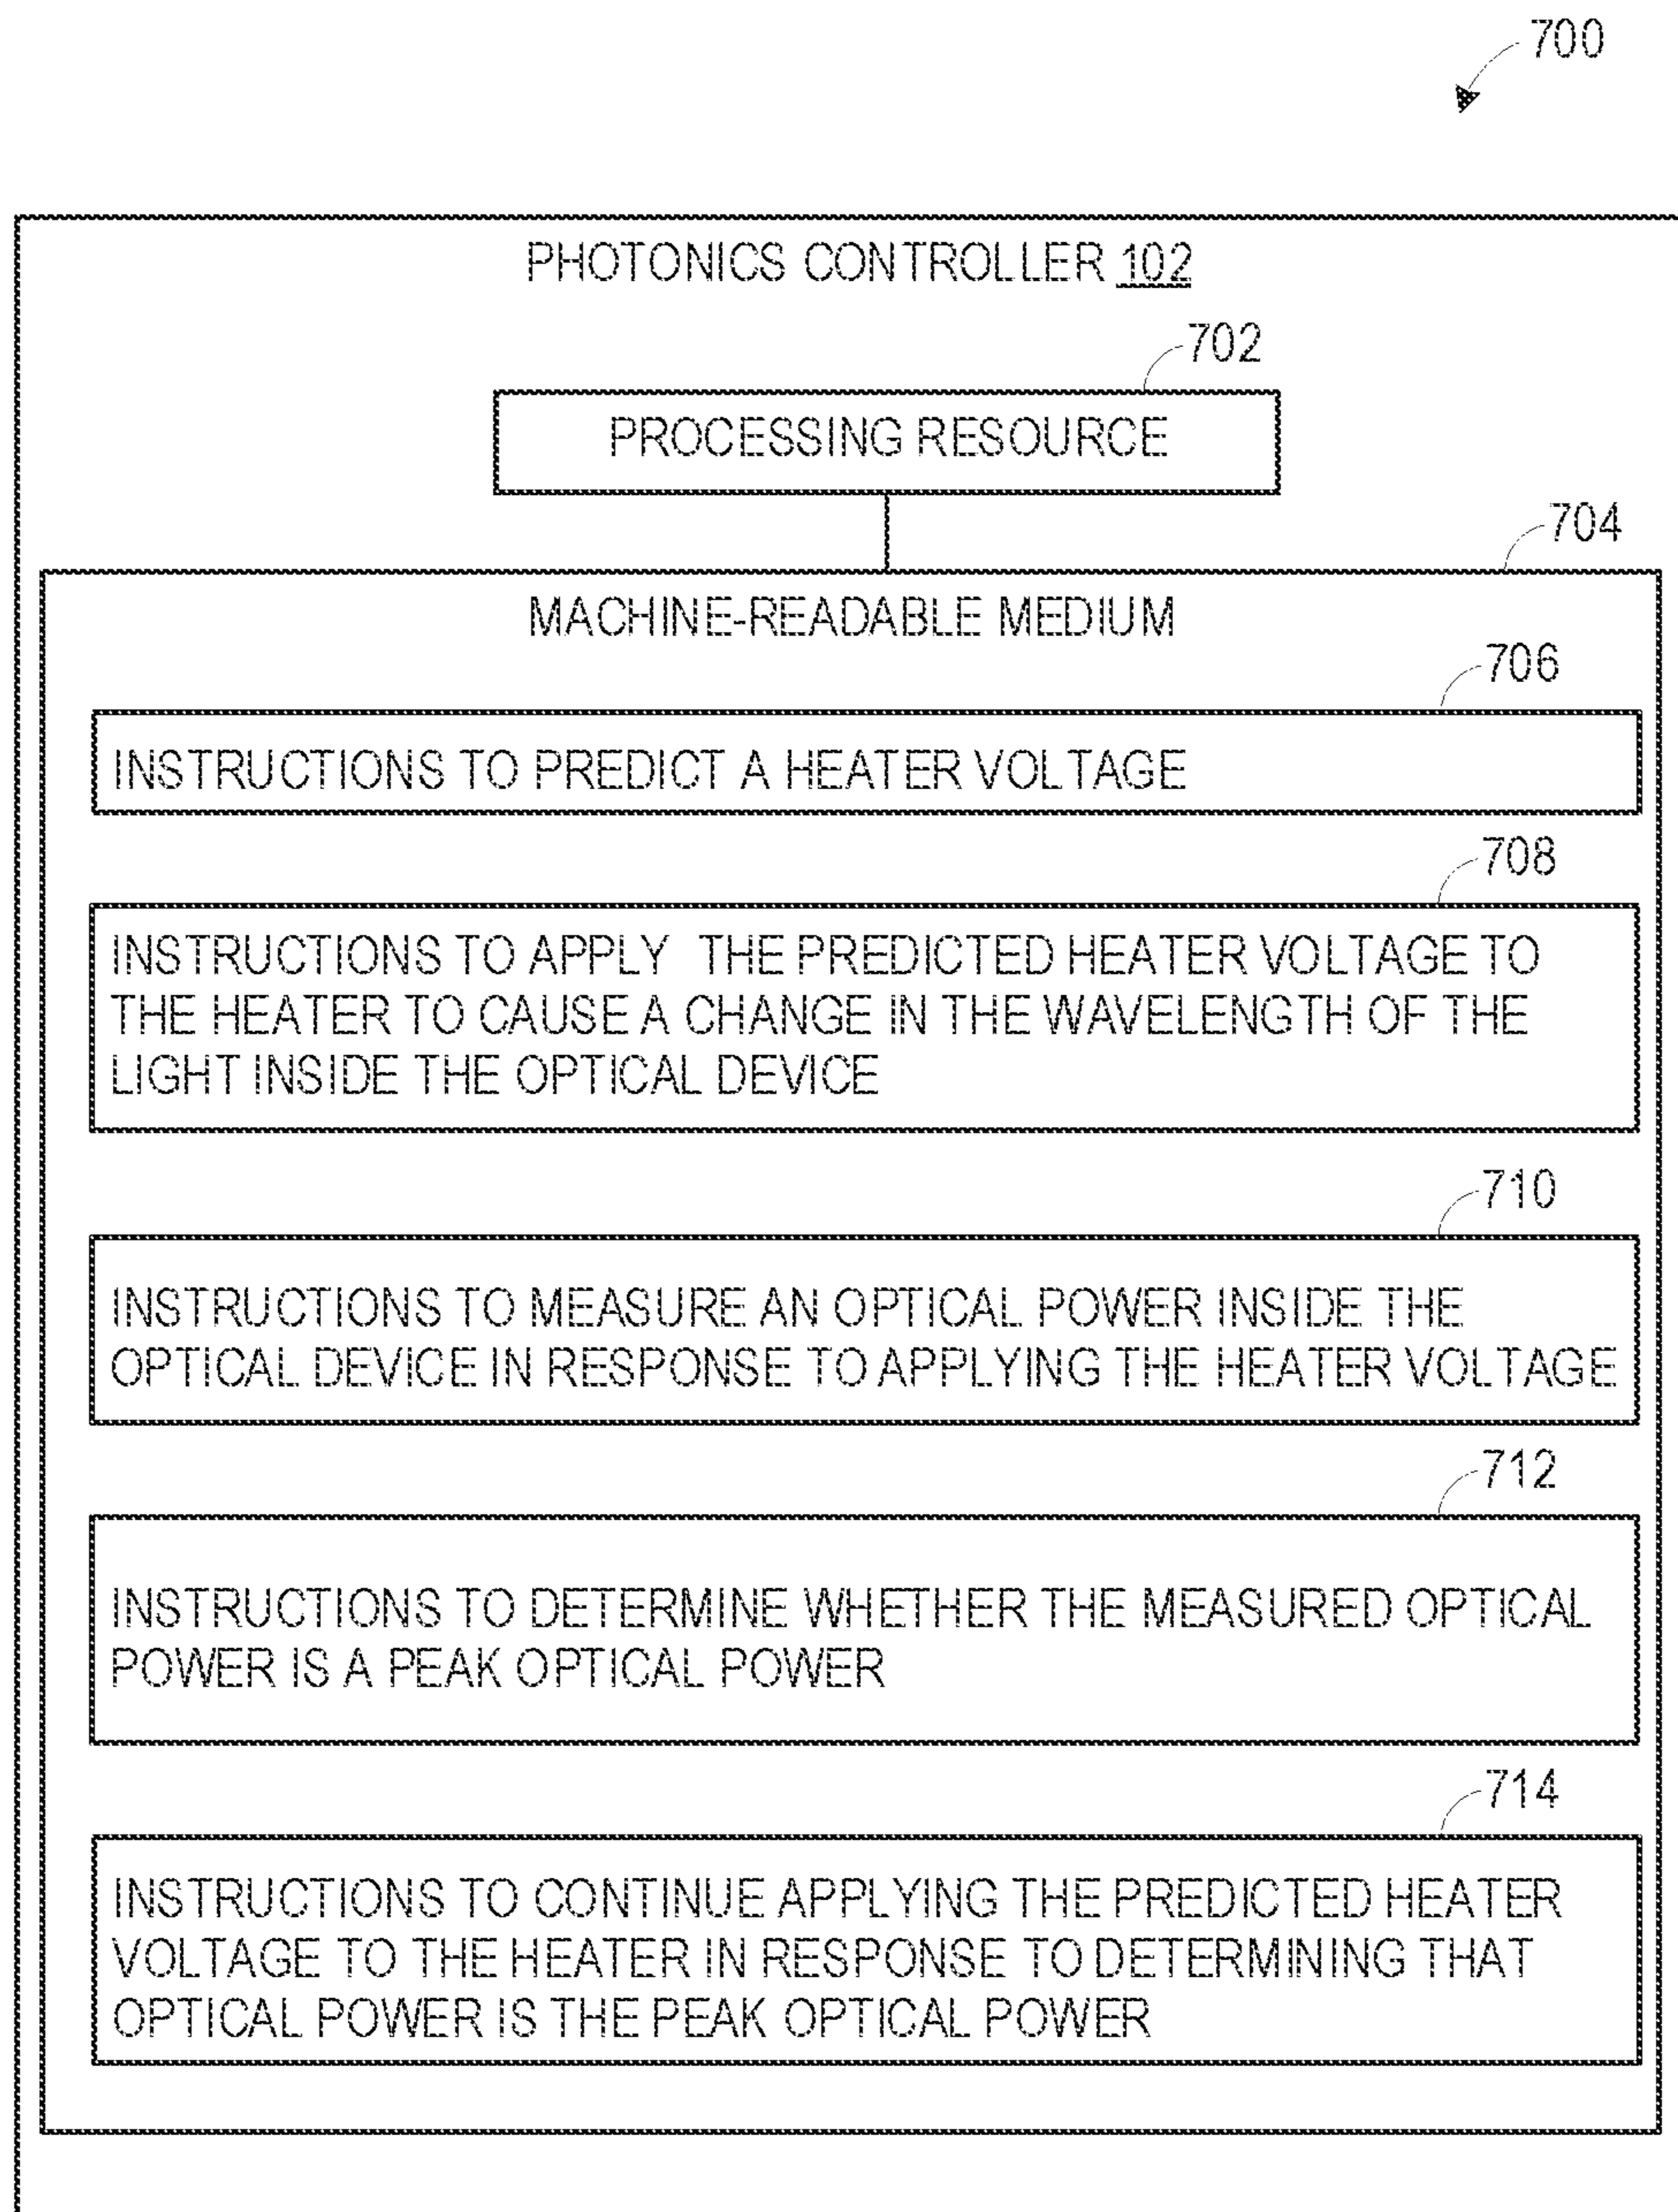 700
PHOTONICS CONTROLLER 102
702
PROCESSING RESOURCE
704
MACHINE-READABLE MEDIUM
706
INSTRUCTIONS TO PREDICT A HEATER VOLTAGE
708
INSTRUCTIONS TO APPLY THE PREDICTED HEATER VOLTAGE TO
THE HEATER TO CAUSE A CHANGE IN THE WAVELENGTH OF THE
LIGHT INSIDE THE OPTICAL DEVICE
710
INSTRUCTIONS TO MEASURE AN OPTICAL POWER INSIDE THE
OPTICAL DEVICE IN RESPONSE TO APPLYING THE HEATER VOLTAGE
712
INSTRUCTIONS TO DETERMINE WHETHER THE MEASURED OPTICAL
POWER IS A PEAK OPTICAL POWER
714
INSTRUCTIONS TO CONTINUE APPLYING THE PREDICTED HEATER
VOLTAGE TO THE HEATER IN RESPONSE TO DETERMINING THAT
OPTICAL POWER IS THE PEAK OPTICAL POWER